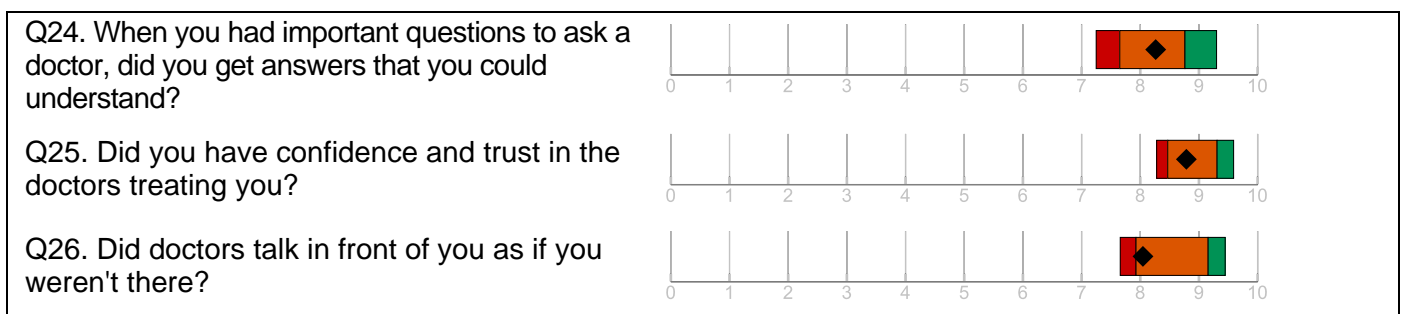 Q24. When you had important questions to ask a
doctor, did you get answers that you could
understand?
0 1 2 3 4 5 6 7 8 9 10
Q25. Did you have confidence and trust in the
doctors treating you?
0 1 2 3 4 5 6 7 8 9 10
Q26. Did doctors talk in front of you as if you
weren't there?
0 1 2 3 4 5 6 7 8 9 10